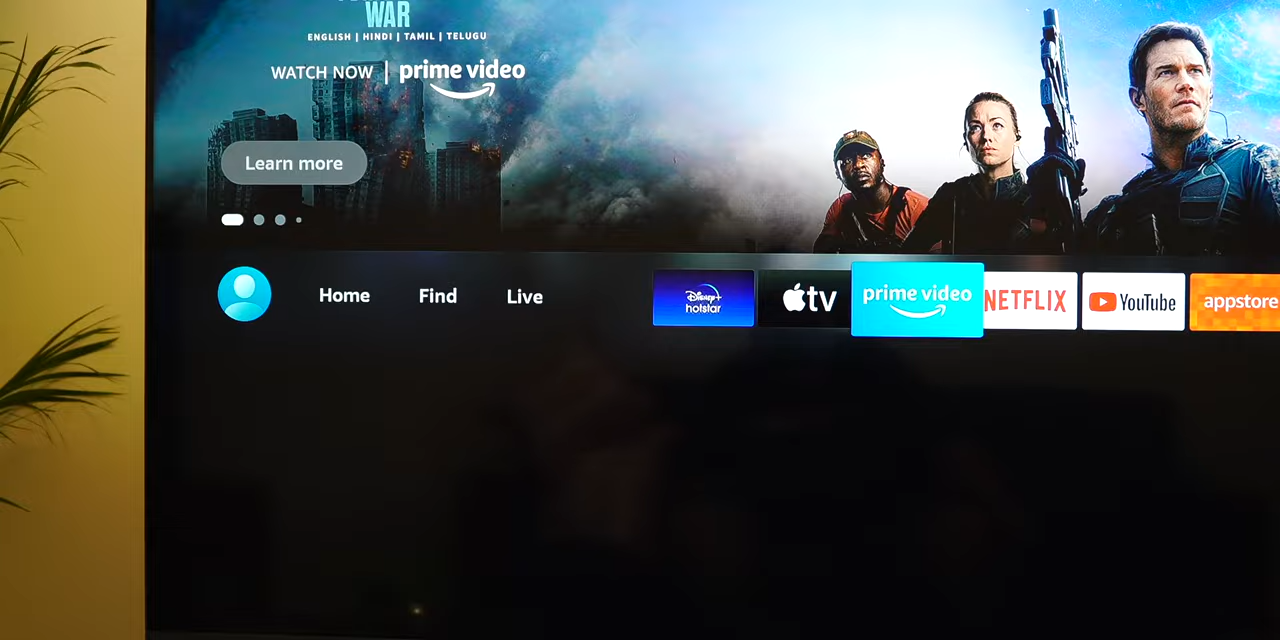 WAR
ENGLISH | HINDI | TAMIL | TELUGU
WATCH NOW | prime video
Learn more
Home Find Live
Disney+ hotstar
tv
prime video
NETFLIX
YouTube
appstore